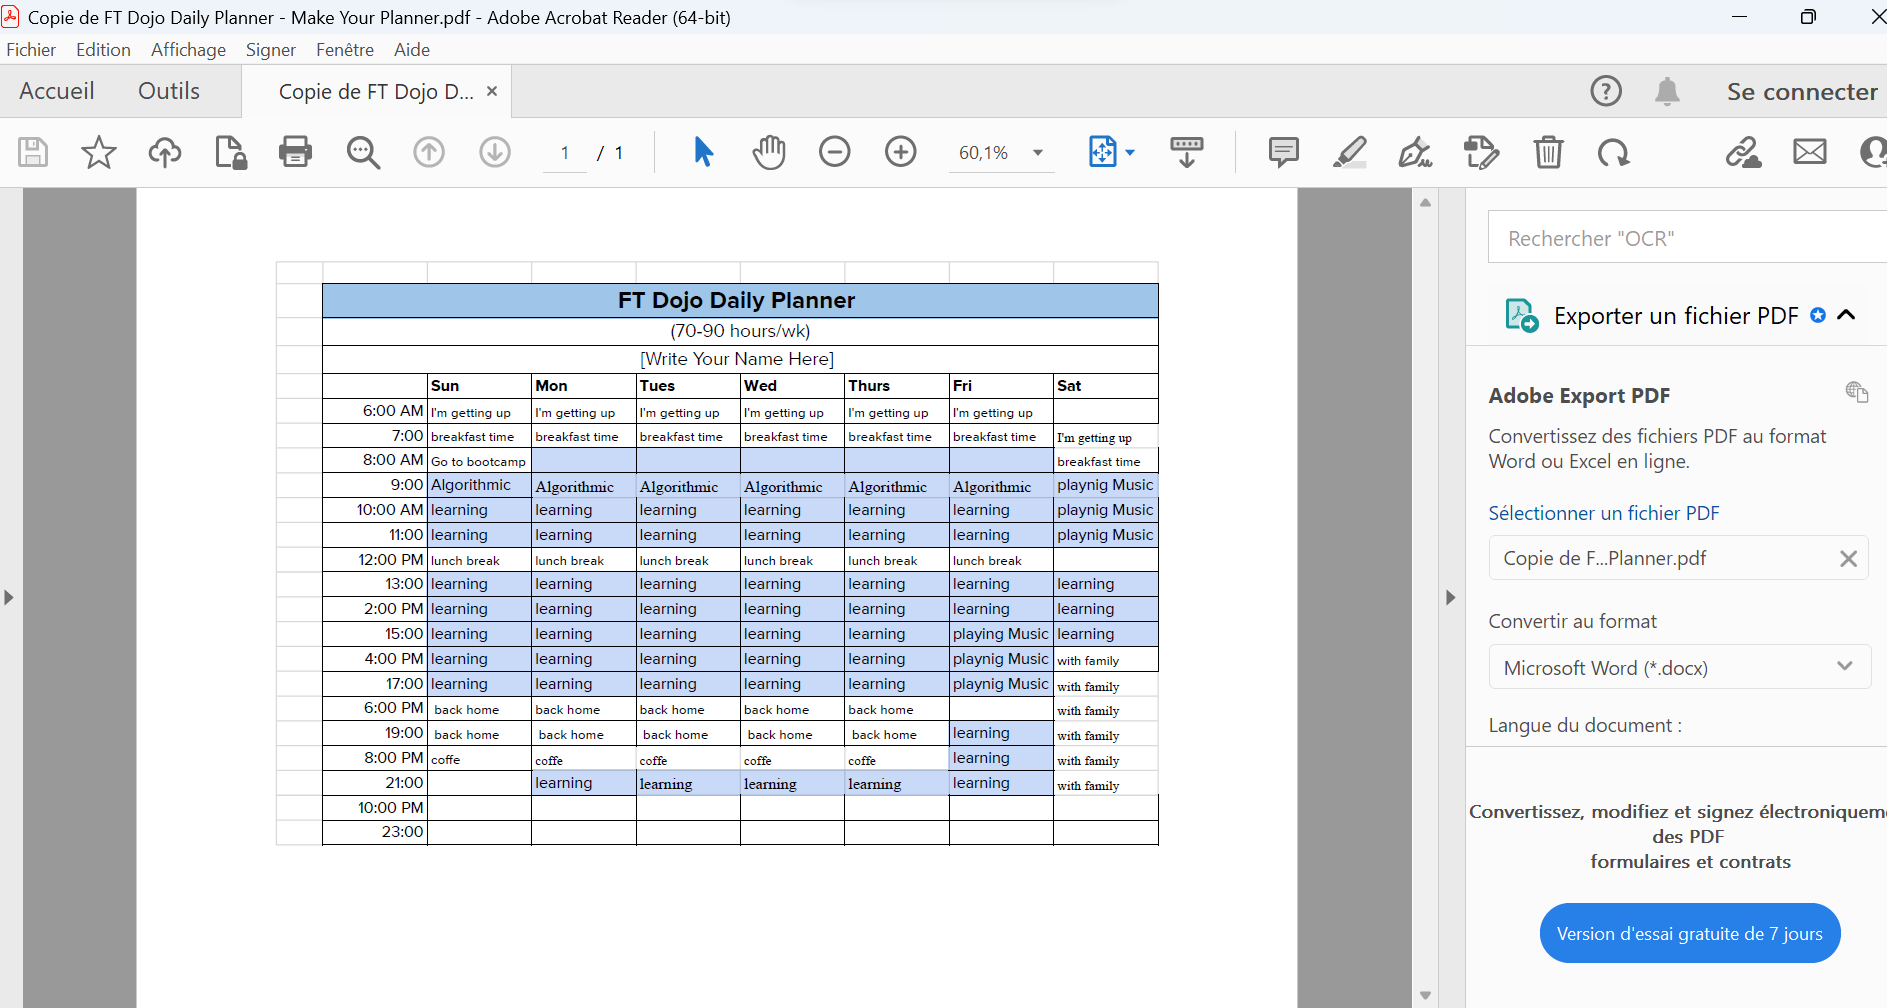 Copie de FT Dojo Daily Planner - Make Your Planner.pdf - Adobe Acrobat Reader (64-bit)
Fichier Edition Affichage Signer Fenêtre Aide
Accueil Outils Copie de FT Dojo D... × ? Se connecter
1 / 1 60,1%
Rechercher "OCR"
Exporter un fichier PDF
Adobe Export PDF
Convertissez des fichiers PDF au format
Word ou Excel en ligne.
Sélectionner un fichier PDF
Copie de F...Planner.pdf
Convertir au format
Microsoft Word (*.docx)
Langue du document :
Convertissez, modifiez et signez électroniquem
des PDF
formulaires et contrats
Version d'essai gratuite de 7 jours
FT Dojo Daily Planner
(70-90 hours/wk)
[Write Your Name Here]
Sun Mon Tues Wed Thurs Fri Sat
6:00 AM I'm getting up I'm getting up I'm getting up I'm getting up I'm getting up I'm getting up
7:00 breakfast time breakfast time breakfast time breakfast time breakfast time breakfast time I'm getting up
8:00 AM Go to bootcamp breakfast time
9:00 Algorithmic Algorithmic Algorithmic Algorithmic Algorithmic Algorithmic playnig Music
10:00 AM learning learning learning learning learning learning playnig Music
11:00 learning learning learning learning learning learning playnig Music
12:00 PM lunch break lunch break lunch break lunch break lunch break lunch break
13:00 learning learning learning learning learning learning learning
2:00 PM learning learning learning learning learning learning learning
15:00 learning learning learning learning learning playing Music learning
4:00 PM learning learning learning learning learning playnig Music with family
17:00 learning learning learning learning learning playnig Music with family
6:00 PM back home back home back home back home back home with family
19:00 back home back home back home back home back home learning with family
8:00 PM coffe coffe coffe coffe coffe learning with family
21:00 learning learning learning learning learning with family
10:00 PM
23:00